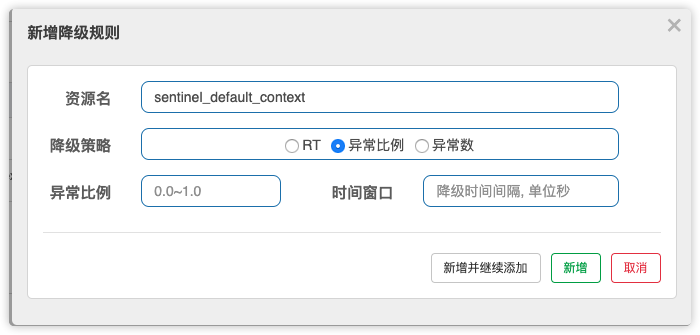 新增降级规则
资源名 sentinel_default_context
降级策略 RT 异常比例 异常数
异常比例 0.0~1.0 时间窗口 降级时间间隔, 单位秒
新增并继续添加 新增 取消